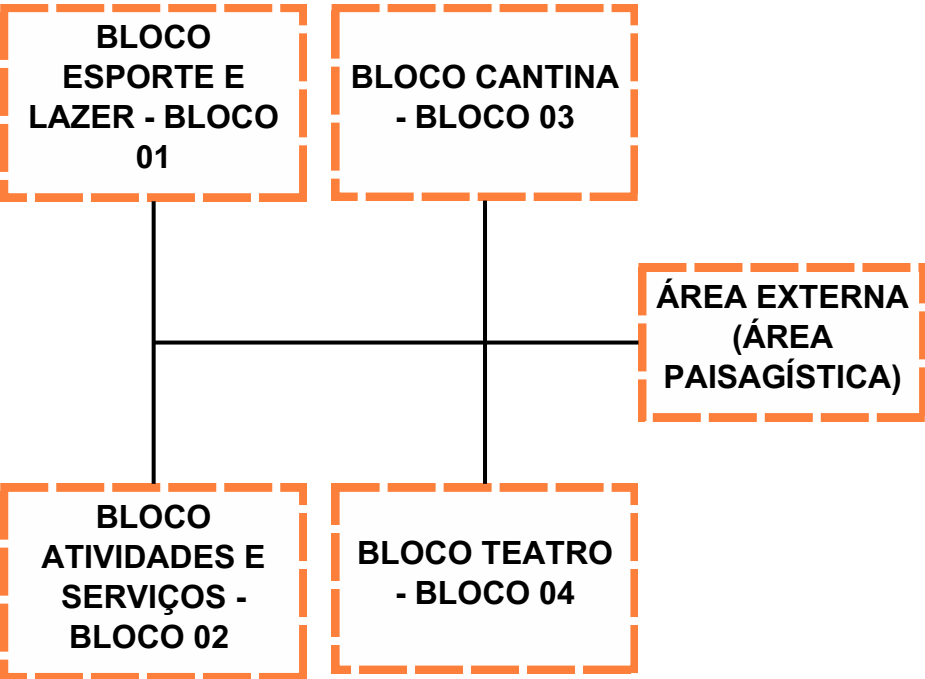 BLOCO
ESPORTE E
LAZER - BLOCO
01
BLOCO CANTINA
- BLOCO 03
ÁREA EXTERNA
(ÁREA
PAISAGÍSTICA)
BLOCO
ATIVIDADES E
SERVIÇOS -
BLOCO 02
BLOCO TEATRO
- BLOCO 04